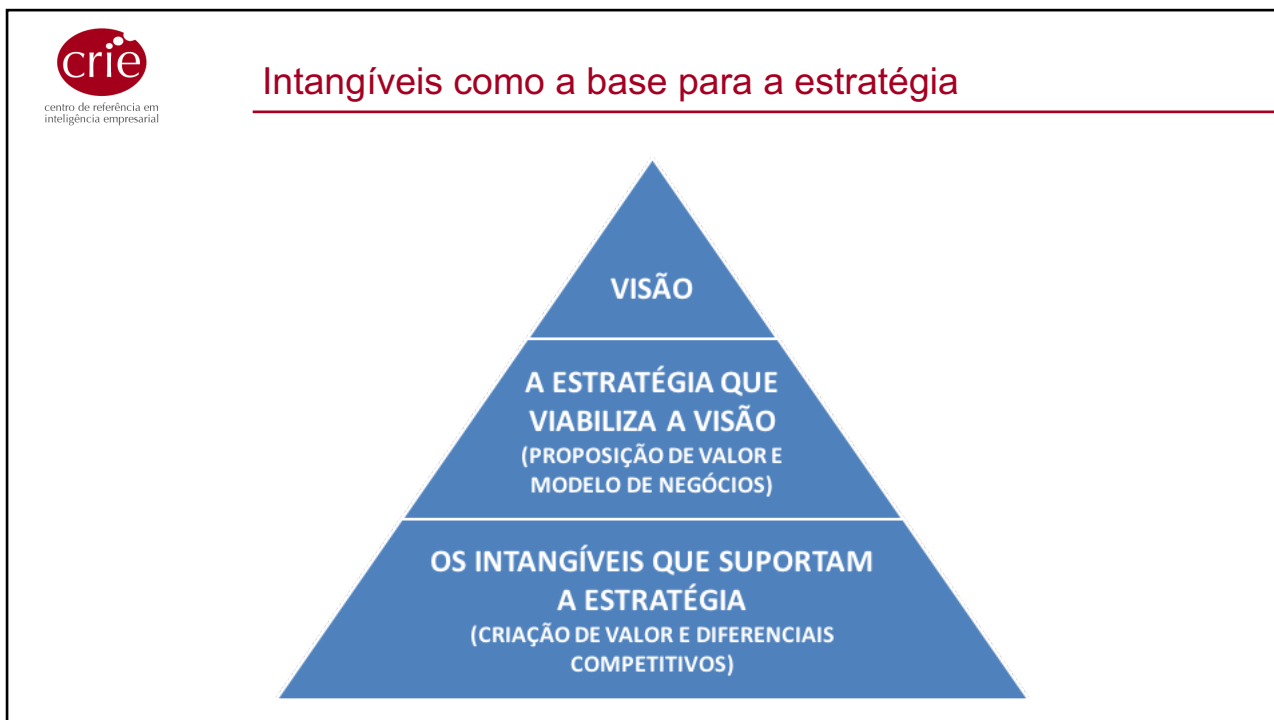 crie
centro de referência em
inteligência empresarial
Intangíveis como a base para a estratégia
VISÃO
A ESTRATÉGIA QUE
VIABILIZA A VISÃO
(PROPOSIÇÃO DE VALOR E
MODELO DE NEGÓCIOS)
OS INTANGÍVEIS QUE SUPORTAM
A ESTRATÉGIA
(CRIAÇÃO DE VALOR E DIFERENCIAIS
COMPETITIVOS)